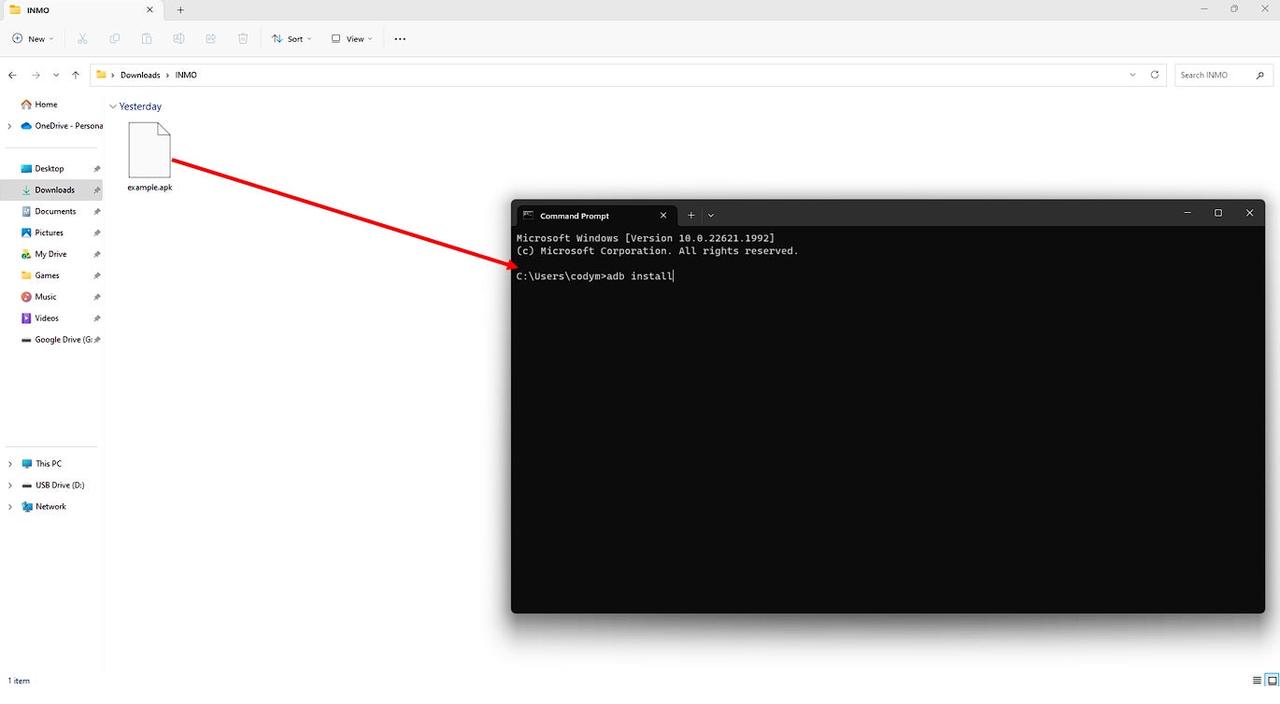 INMO
New
Sort
View
Downloads
INMO
Search INMO
Home
OneDrive - Persona
Desktop
Downloads
Documents
Pictures
My Drive
Games
Music
Videos
Google Drive (G:
This PC
USB Drive (D:)
Network
Yesterday
example.apk
Command Prompt
Microsoft Windows [Version 10.0.22621.1992]
(c) Microsoft Corporation. All rights reserved.
C:\Users\codym>adb install
1 item